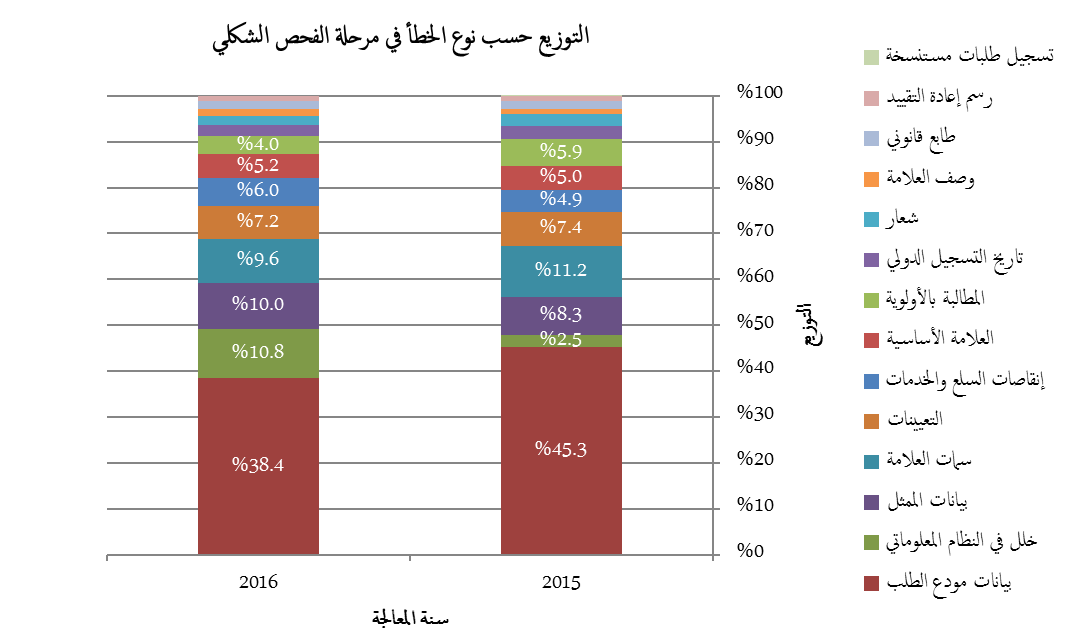 التوزيع حسب نوع الخطأ في مرحلة الفحص الشكلي
تسجيل طلبات مستنسخة
رسم إعادة التقييد
طابع قانوني
وصف العلامة
شعار
تاريخ التسجيل الدولي
المطالبة بالأولوية
العلامة الأساسية
إنقاصات السلع والخدمات
التعيينات
سمات العلامة
بيانات الممثل
خلل في النظام المعلوماتي
بيانات مودع الطلب
%100
%90
%80
%70
%60
%50
%40
%30
%20
%10
%0
التوزيع
%5.9
%5.0
%4.9
%7.4
%11.2
%8.3
%2.5
%45.3
%4.0
%5.2
%6.0
%7.2
%9.6
%10.0
%10.8
%38.4
2015
2016
سنة المعالجة